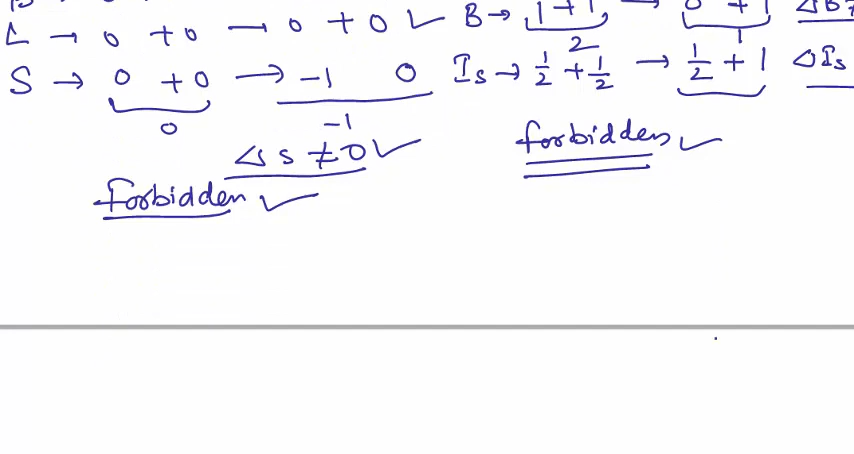 L → 0 + 0 → 0 + 0 ✓
S → 0 + 0 → -1 0
0 -1
Δs ≠ 0 ✓
forbidden ✓
B → 1 + 1 → 0 + 1 ΔB
2 1
Is → 1/2 + 1/2 → 1/2 + 1 ΔIs
forbidden ✓